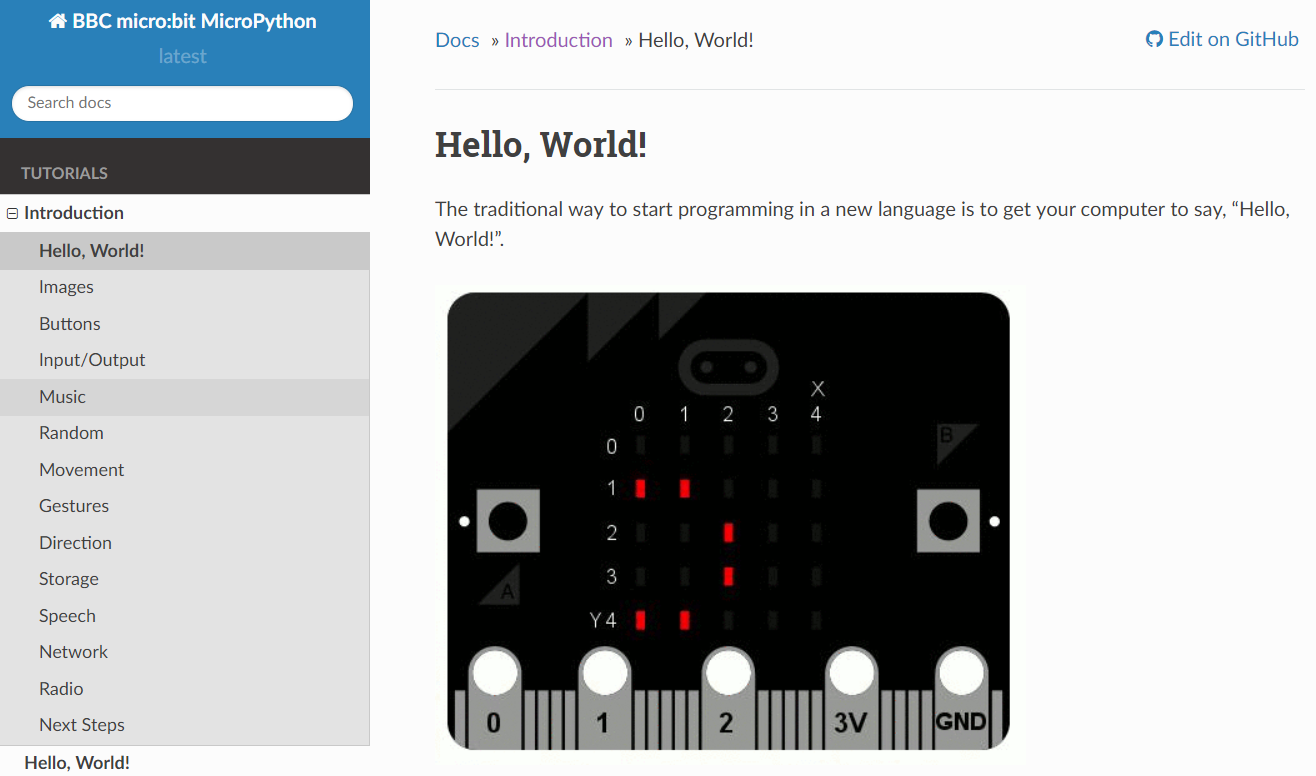 BBC micro:bit MicroPython
latest
Search docs
TUTORIALS
Introduction
Hello, World!
Images
Buttons
Input/Output
Music
Random
Movement
Gestures
Direction
Storage
Speech
Network
Radio
Next Steps
Hello, World!
Docs » Introduction » Hello, World!
Edit on GitHub
Hello, World!
The traditional way to start programming in a new language is to get your computer to say, “Hello,
World!”.
X
0 1 2 3 4
0
B
1
2
3
A
Y 4
0 1 2 3V GND